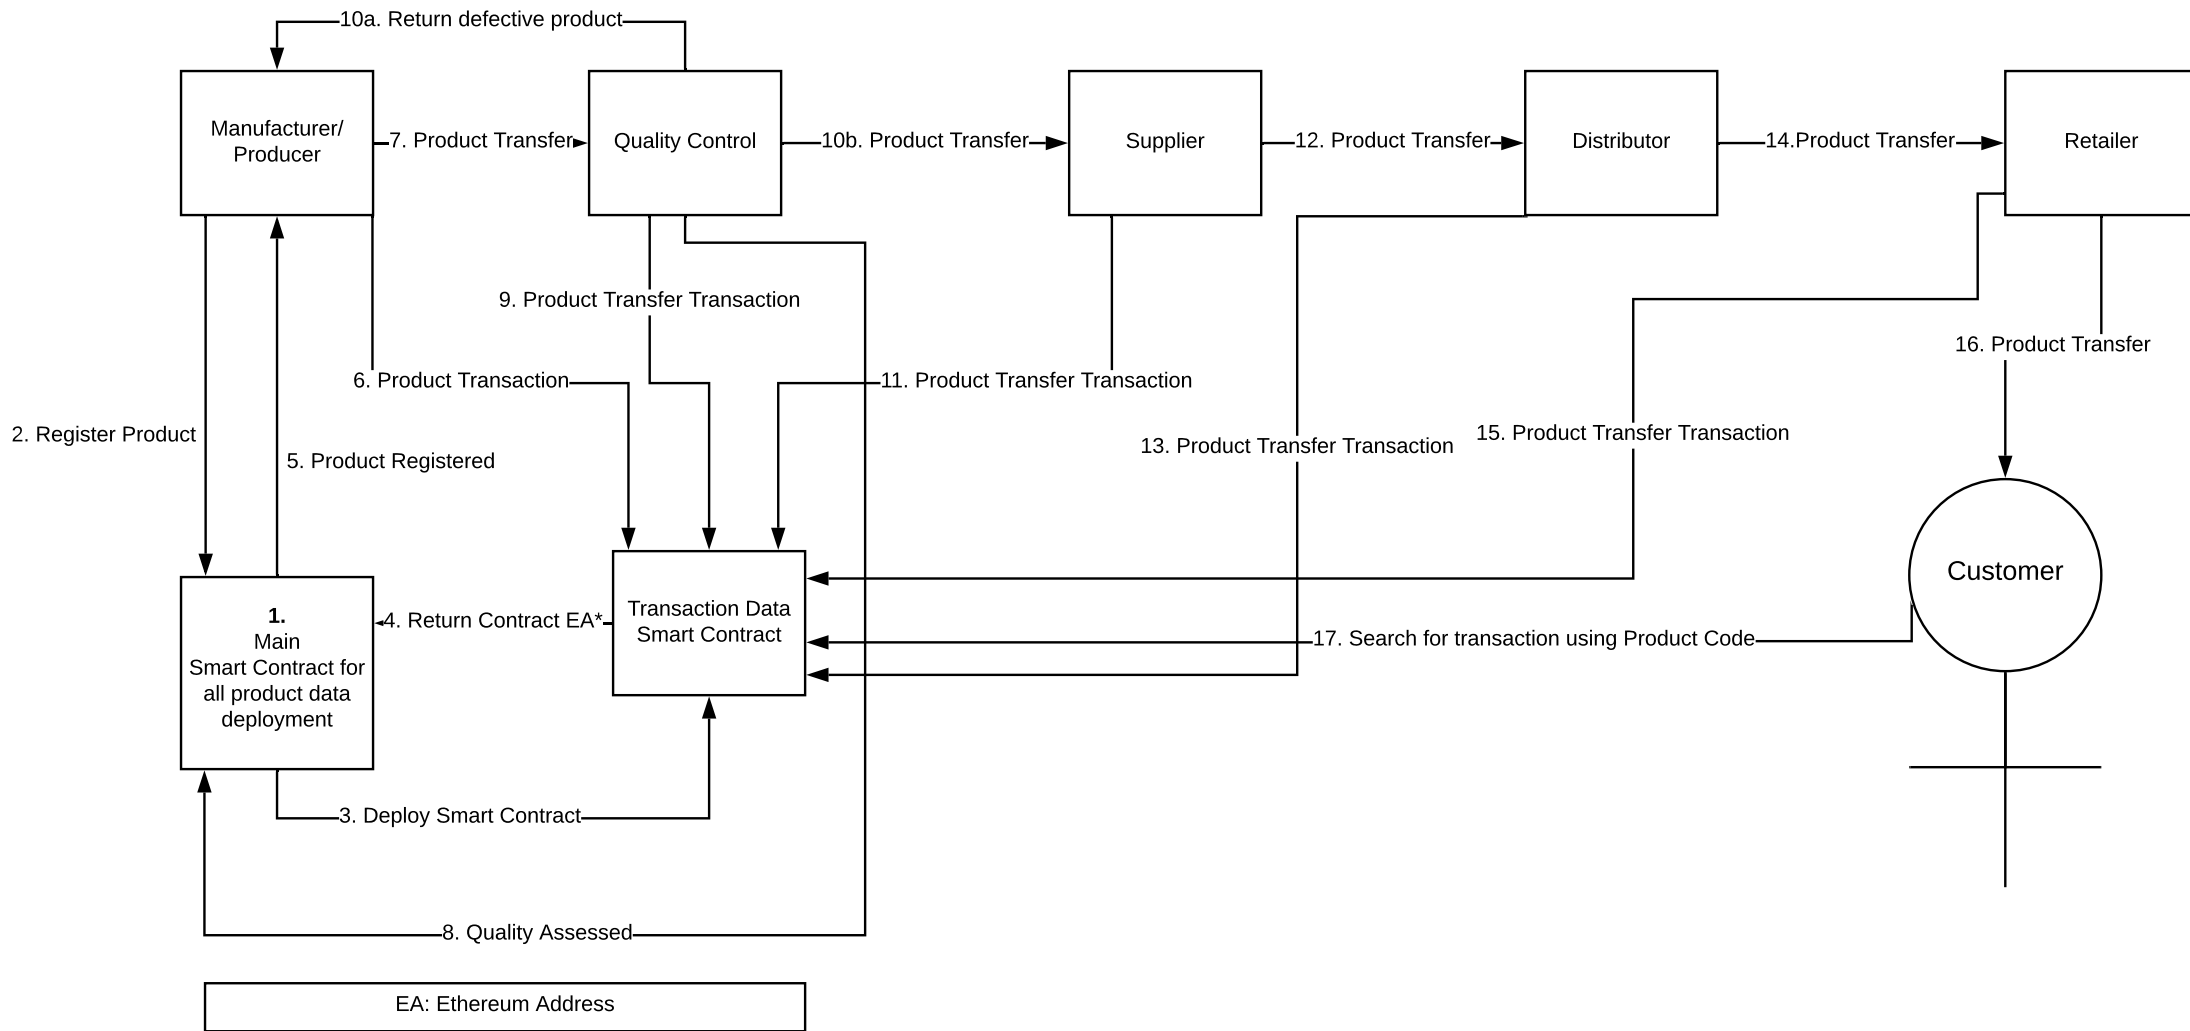 10a. Return defective product
Manufacturer/
Producer
7. Product Transfer
Quality Control
10b. Product Transfer
Supplier
12. Product Transfer
Distributor
14.Product Transfer
Retailer
9. Product Transfer Transaction
16. Product Transfer
6. Product Transaction
11. Product Transfer Transaction
2. Register Product
13. Product Transfer Transaction
15. Product Transfer Transaction
5. Product Registered
Customer
1.
Main
Smart Contract for
all product data
deployment
4. Return Contract EA*
Transaction Data
Smart Contract
17. Search for transaction using Product Code
3. Deploy Smart Contract
8. Quality Assessed
EA: Ethereum Address